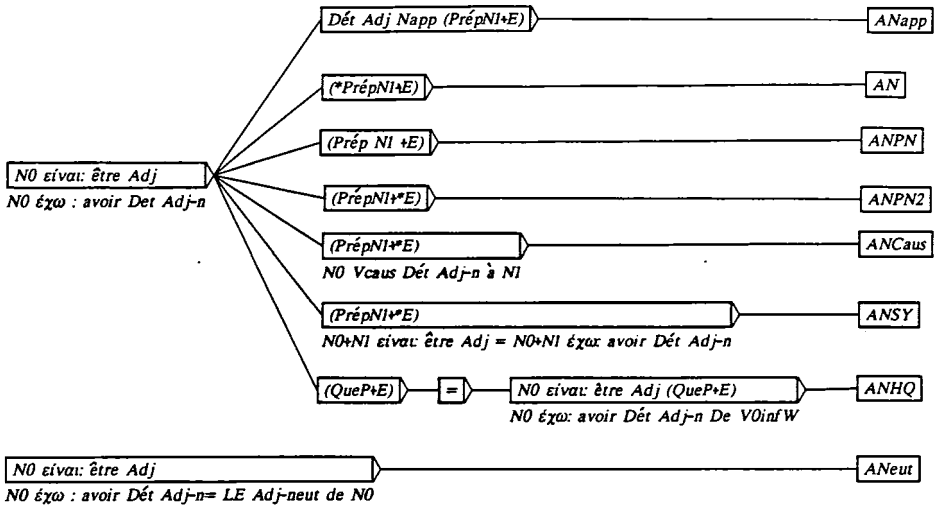 Dét Adj Napp (PrépN1+E) ANapp
(*PrépN1+E) AN
(Prép N1 +E) ANPN
N0 είναι: être Adj
N0 έχω : avoir Det Adj-n
(PrépN1+*E) ANPN2
(PrépN1+*E) ANCaus
N0 Vcaus Dét Adj-n à N1
(PrépN1+*E) ANSY
N0+N1 είναι: être Adj = N0+N1 έχωι avoir Dét Adj-n
(QueP+E) = N0 είναι: être Adj (QueP+E) ANHQ
N0 έχω: avoir Dét Adj-n De V0infW
N0 είναι: être Adj ANeut
N0 έχω : avoir Dét Adj-n= LE Adj-neut de N0